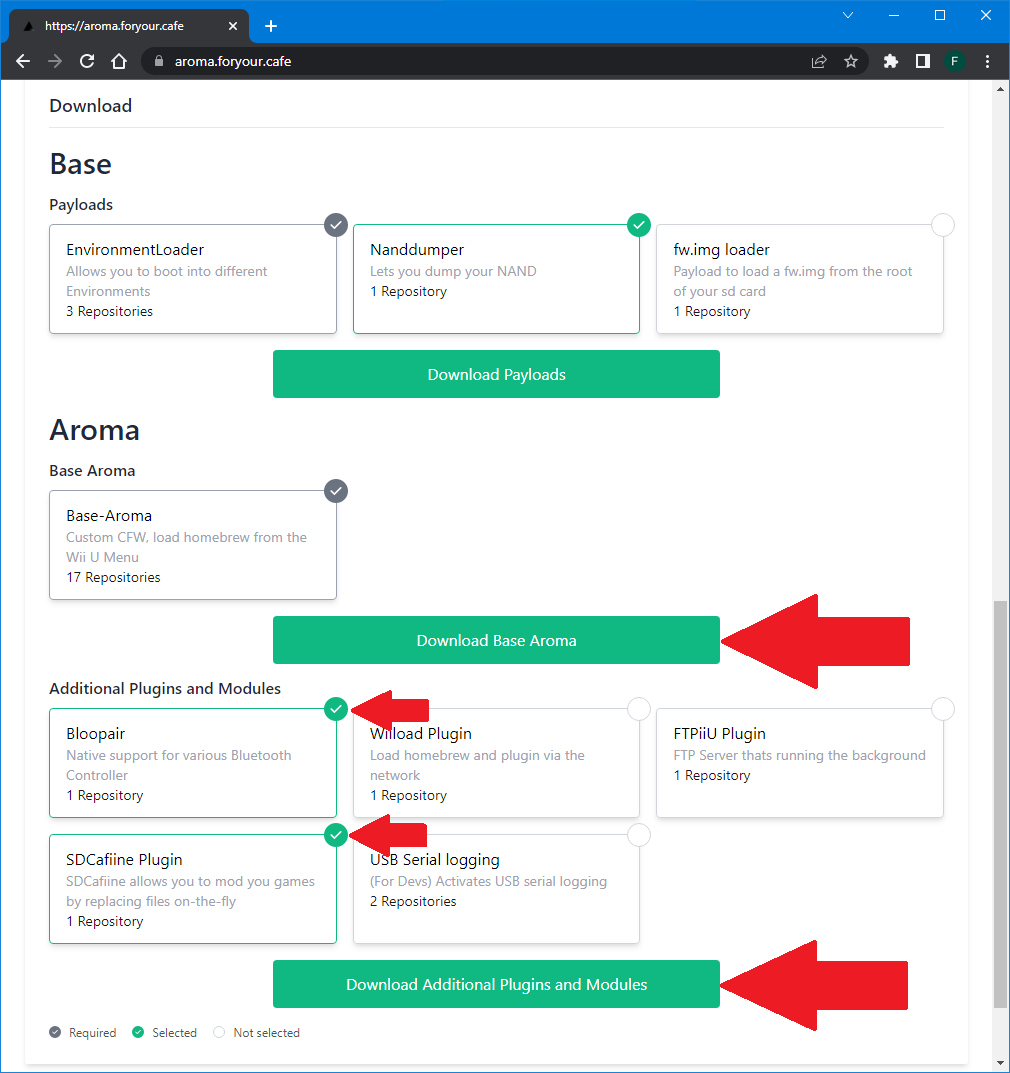 https://aroma.foryour.cafe
aroma.foryour.cafe
F
Download
Base
Payloads
EnvironmentLoader
Allows you to boot into different
Environments
3 Repositories
Nanddumper
Lets you dump your NAND
1 Repository
fw.img loader
Payload to load a fw.img from the root
of your sd card
1 Repository
Download Payloads
Aroma
Base Aroma
Base-Aroma
Custom CFW, load homebrew from the
Wii U Menu
17 Repositories
Download Base Aroma
Additional Plugins and Modules
Bloopair
Native support for various Bluetooth
Controller
1 Repository
Wiiload Plugin
Load homebrew and plugin via the
network
1 Repository
FTPiiU Plugin
FTP Server thats running the background
1 Repository
SDCafiine Plugin
SDCafiine allows you to mod you games
by replacing files on-the-fly
1 Repository
USB Serial logging
(For Devs) Activates USB serial logging
2 Repositories
Download Additional Plugins and Modules
Required Selected Not selected